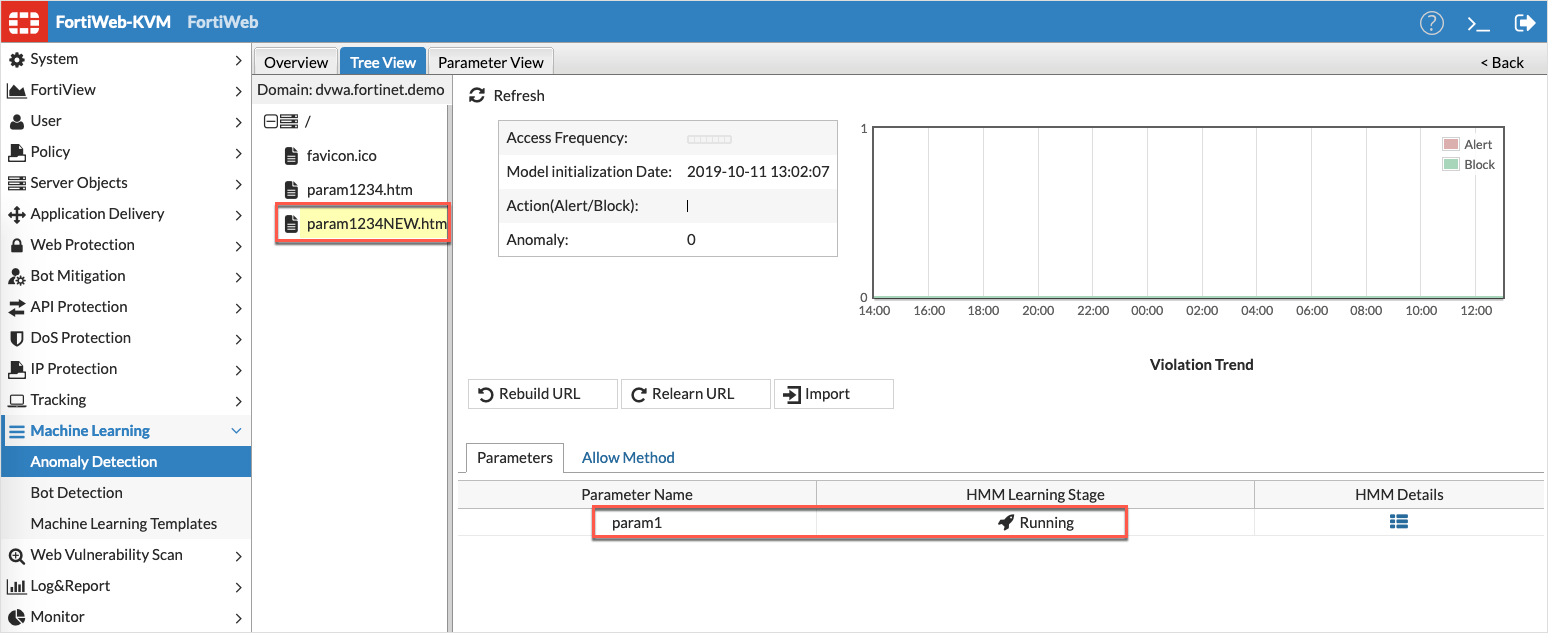 FortiWeb-KVM FortiWeb ? >_
System
FortiView
User
Policy
Server Objects
Application Delivery
Web Protection
Bot Mitigation
API Protection
DoS Protection
IP Protection
Tracking
Machine Learning
Anomaly Detection
Bot Detection
Machine Learning Templates
Web Vulnerability Scan
Log&Report
Monitor
Overview Tree View Parameter View < Back
Domain: dvwa.fortinet.demo
/
favicon.ico
param1234.htm
param1234NEW.htm
Refresh
Access Frequency:
Model initialization Date: 2019-10-11 13:02:07
Action(Alert/Block): |
Anomaly: 0
1
Alert
Block
0
14:00 16:00 18:00 20:00 22:00 00:00 02:00 04:00 06:00 08:00 10:00 12:00
Violation Trend
Rebuild URL Relearn URL Import
Parameters Allow Method
Parameter Name HMM Learning Stage HMM Details
param1 Running